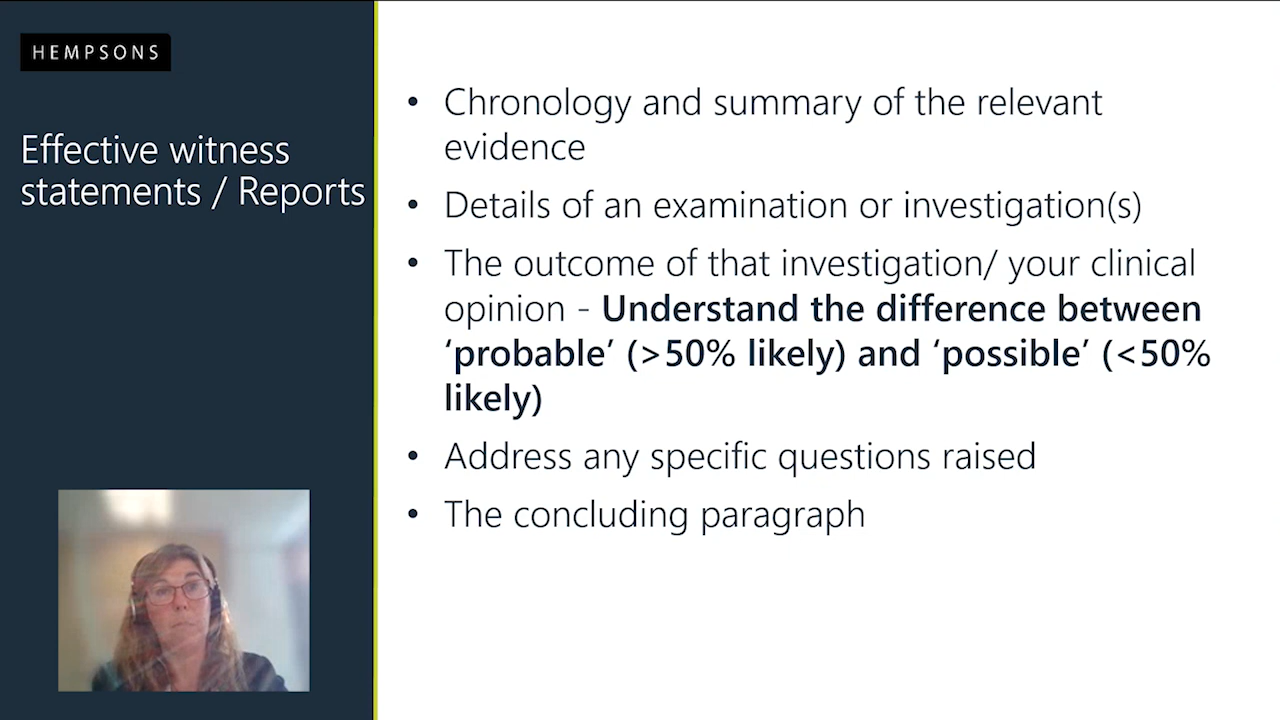 HEMPSONS
Effective witness
statements / Reports
• Chronology and summary of the relevant
evidence
• Details of an examination or investigation(s)
• The outcome of that investigation/ your clinical
opinion - Understand the difference between
‘probable’ (>50% likely) and ‘possible’ (<50%
likely)
• Address any specific questions raised
• The concluding paragraph